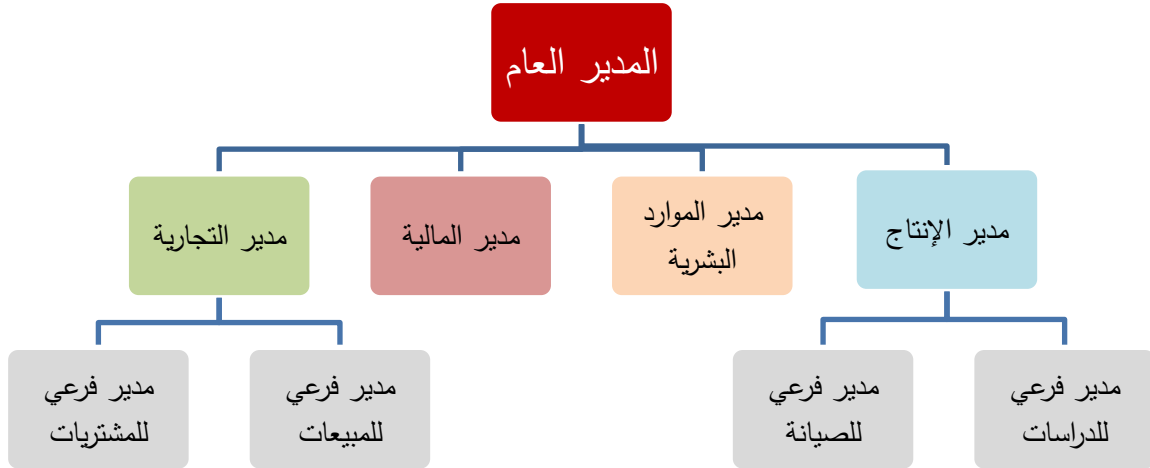 المدير العام
مدير الإنتاج
مدير الموارد
البشرية
مدير المالية
مدير التجارية
مدير فرعي
للدراسات
مدير فرعي
للصيانة
مدير فرعي
للمبيعات
مدير فرعي
للمشتريات